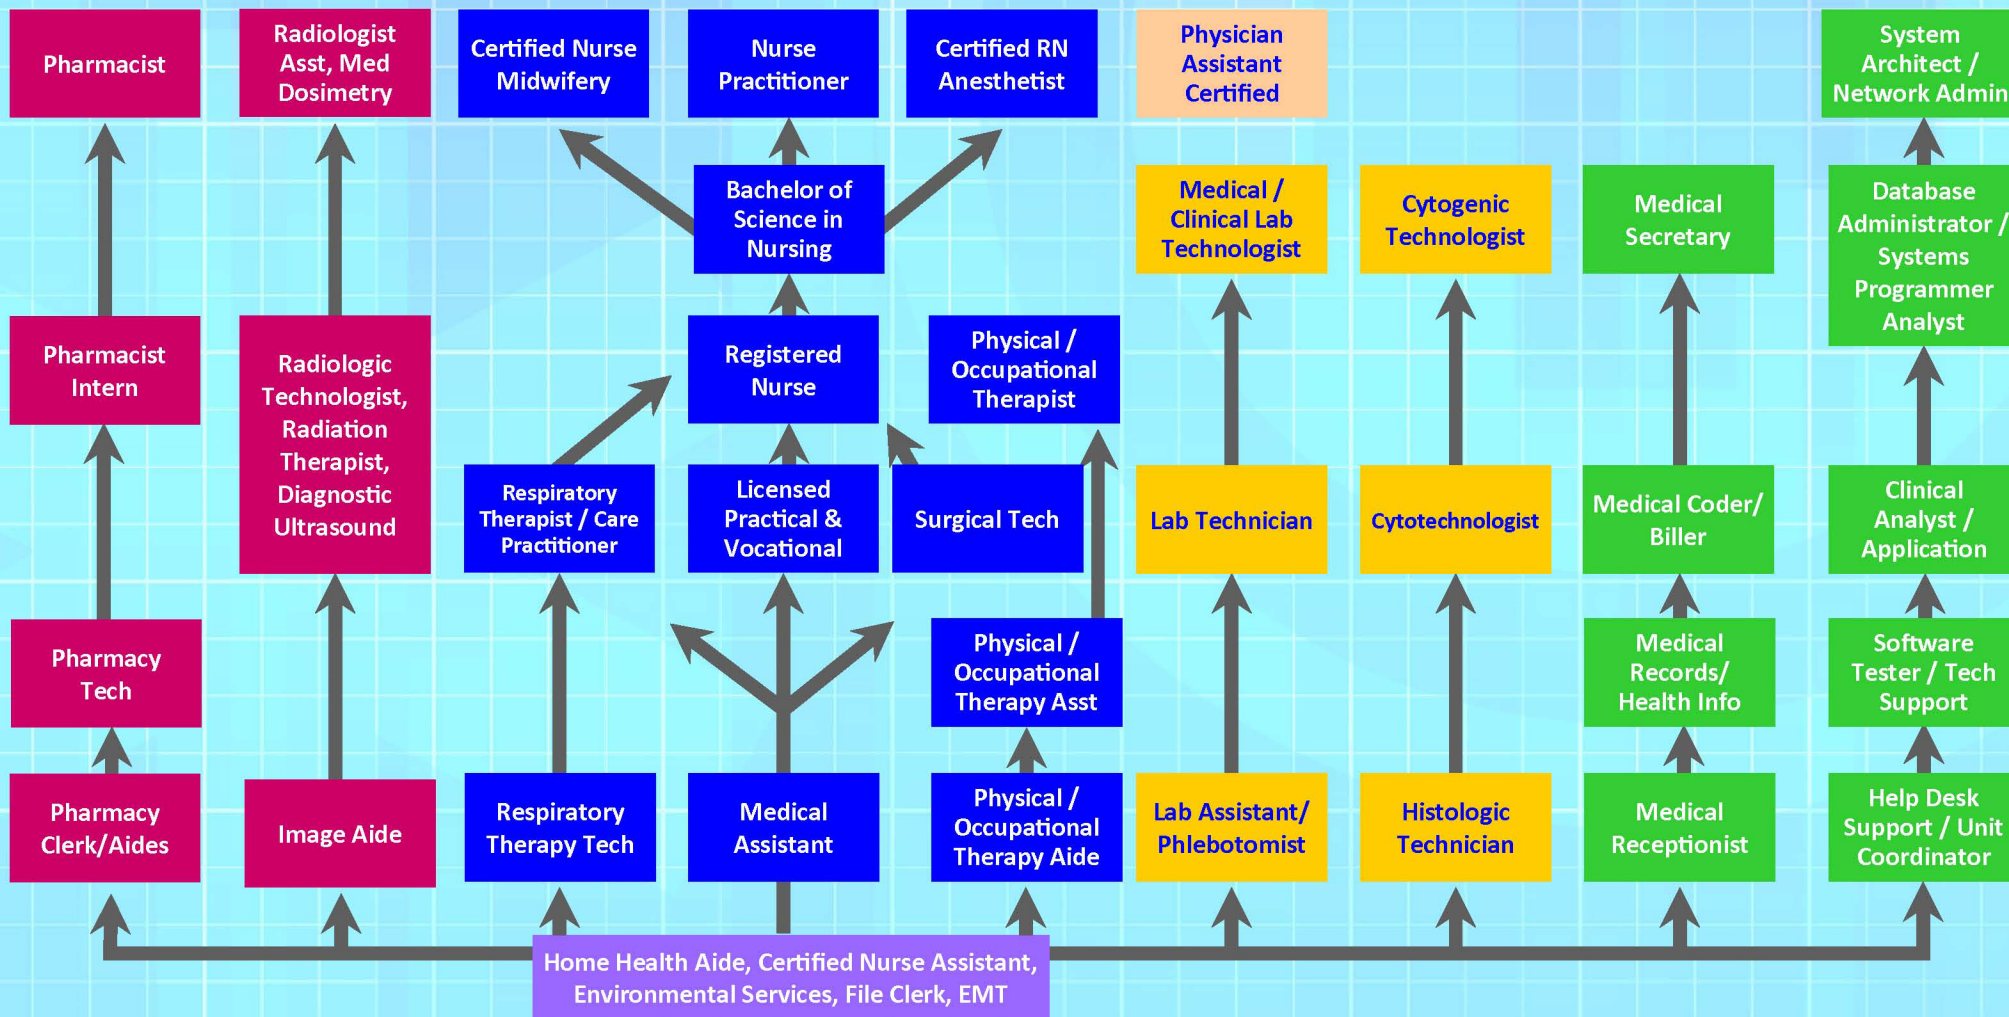 Pharmacist
Radiologist
Asst, Med
Dosimetry
Certified Nurse
Midwifery
Nurse
Practitioner
Certified RN
Anesthetist
Physician
Assistant
Certified
System
Architect /
Network Admin
Bachelor of
Science in
Nursing
Medical /
Clinical Lab
Technologist
Cytogenic
Technologist
Medical
Secretary
Database
Administrator /
Systems
Programmer
Analyst
Pharmacist
Intern
Radiologic
Technologist,
Radiation
Therapist,
Diagnostic
Ultrasound
Registered
Nurse
Physical /
Occupational
Therapist
Respiratory
Therapist / Care
Practitioner
Licensed
Practical &
Vocational
Surgical Tech
Lab Technician
Cytotechnologist
Medical Coder/
Biller
Clinical
Analyst /
Application
Pharmacy
Tech
Physical /
Occupational
Therapy Asst
Medical
Records/
Health Info
Software
Tester / Tech
Support
Pharmacy
Clerk/Aides
Image Aide
Respiratory
Therapy Tech
Medical
Assistant
Physical /
Occupational
Therapy Aide
Lab Assistant/
Phlebotomist
Histologic
Technician
Medical
Receptionist
Help Desk
Support / Unit
Coordinator
Home Health Aide, Certified Nurse Assistant,
Environmental Services, File Clerk, EMT